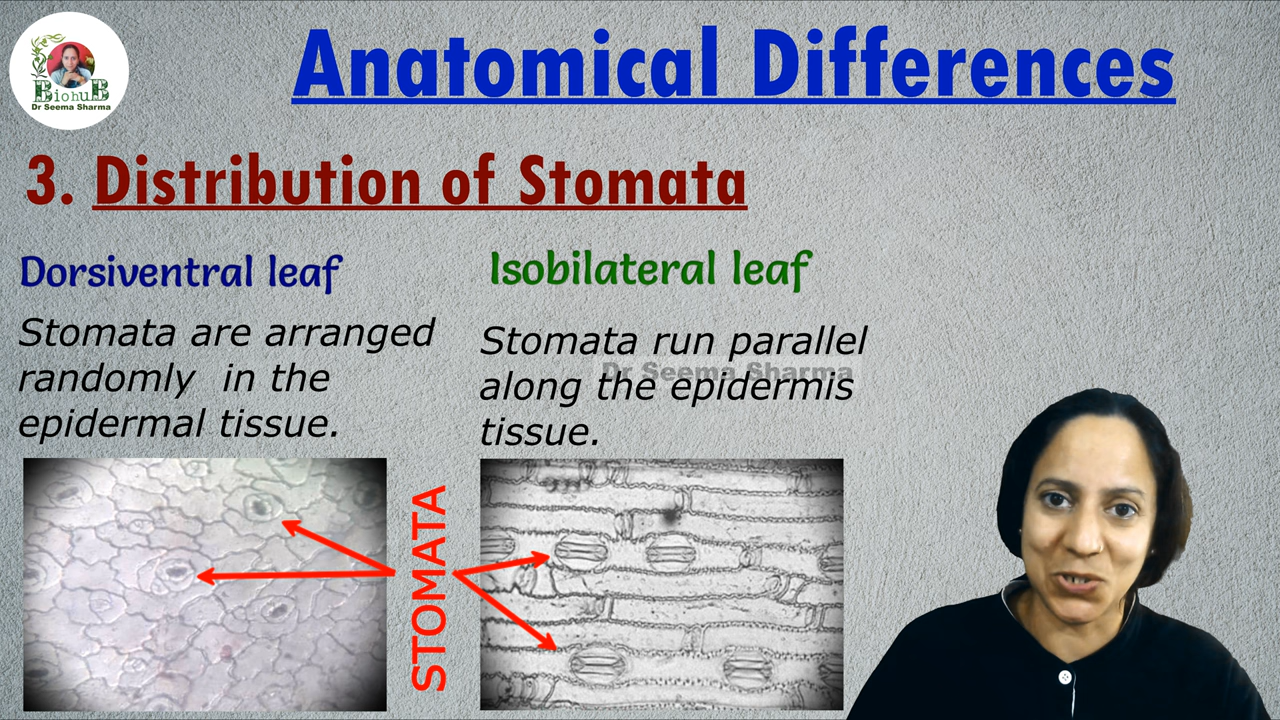 BiohuB
Dr Seema Sharma
Anatomical Differences
3. Distribution of Stomata
Dorsiventral leaf
Stomata are arranged
randomly in the
epidermal tissue.
Isobilateral leaf
Stomata run parallel
Dr Seema Sharma
along the epidermis
tissue.
STOMATA